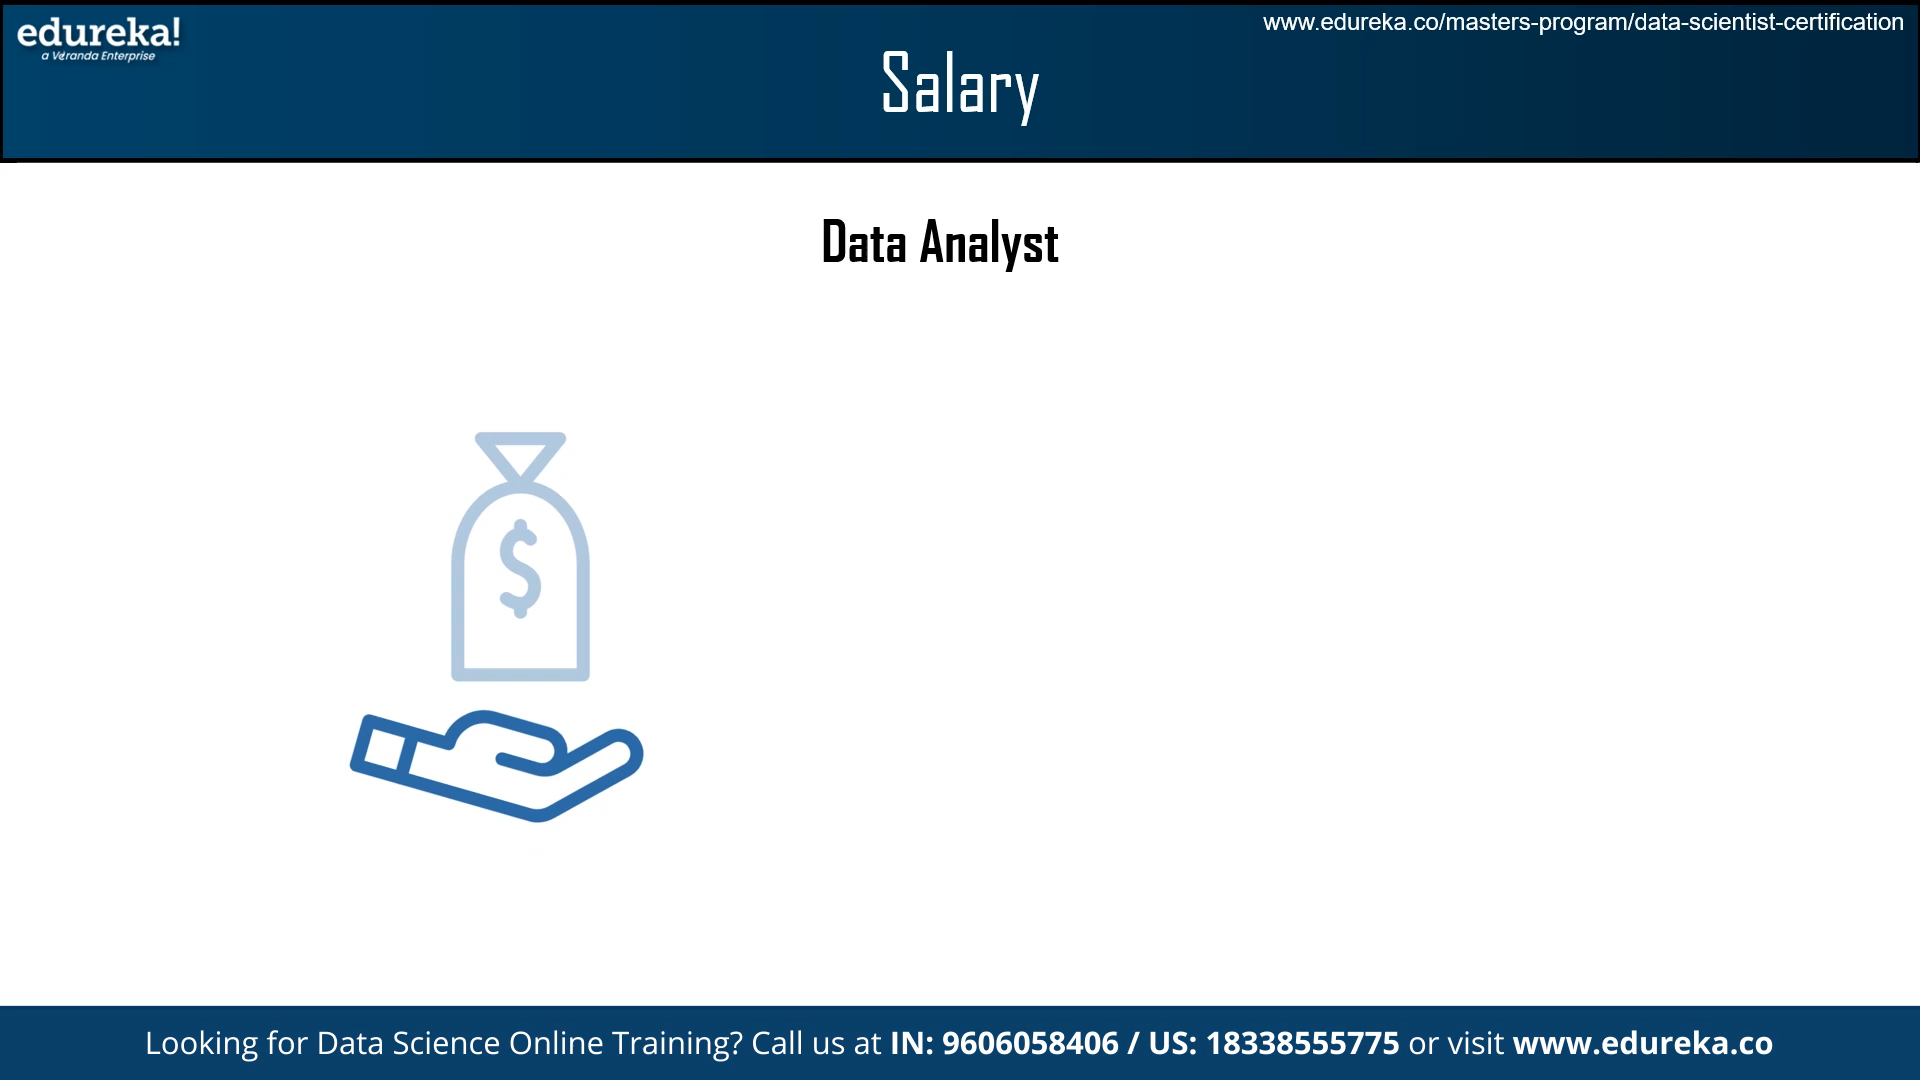 edureka!
a Veranda Enterprise
www.edureka.co/masters-program/data-scientist-certification
Salary
Data Analyst
$
Looking for Data Science Online Training? Call us at IN: 9606058406 / US: 18338555775 or visit www.edureka.co